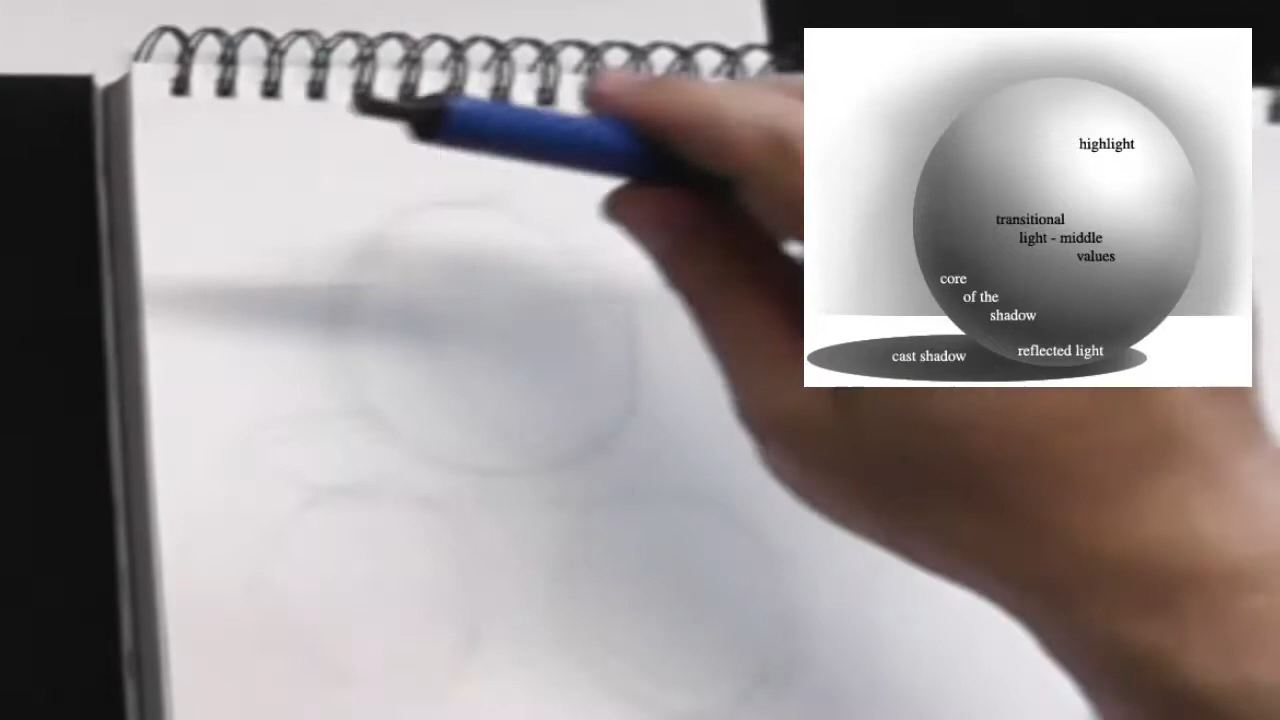 highlight
transitional
light - middle
values
core
of the
shadow
cast shadow
reflected light